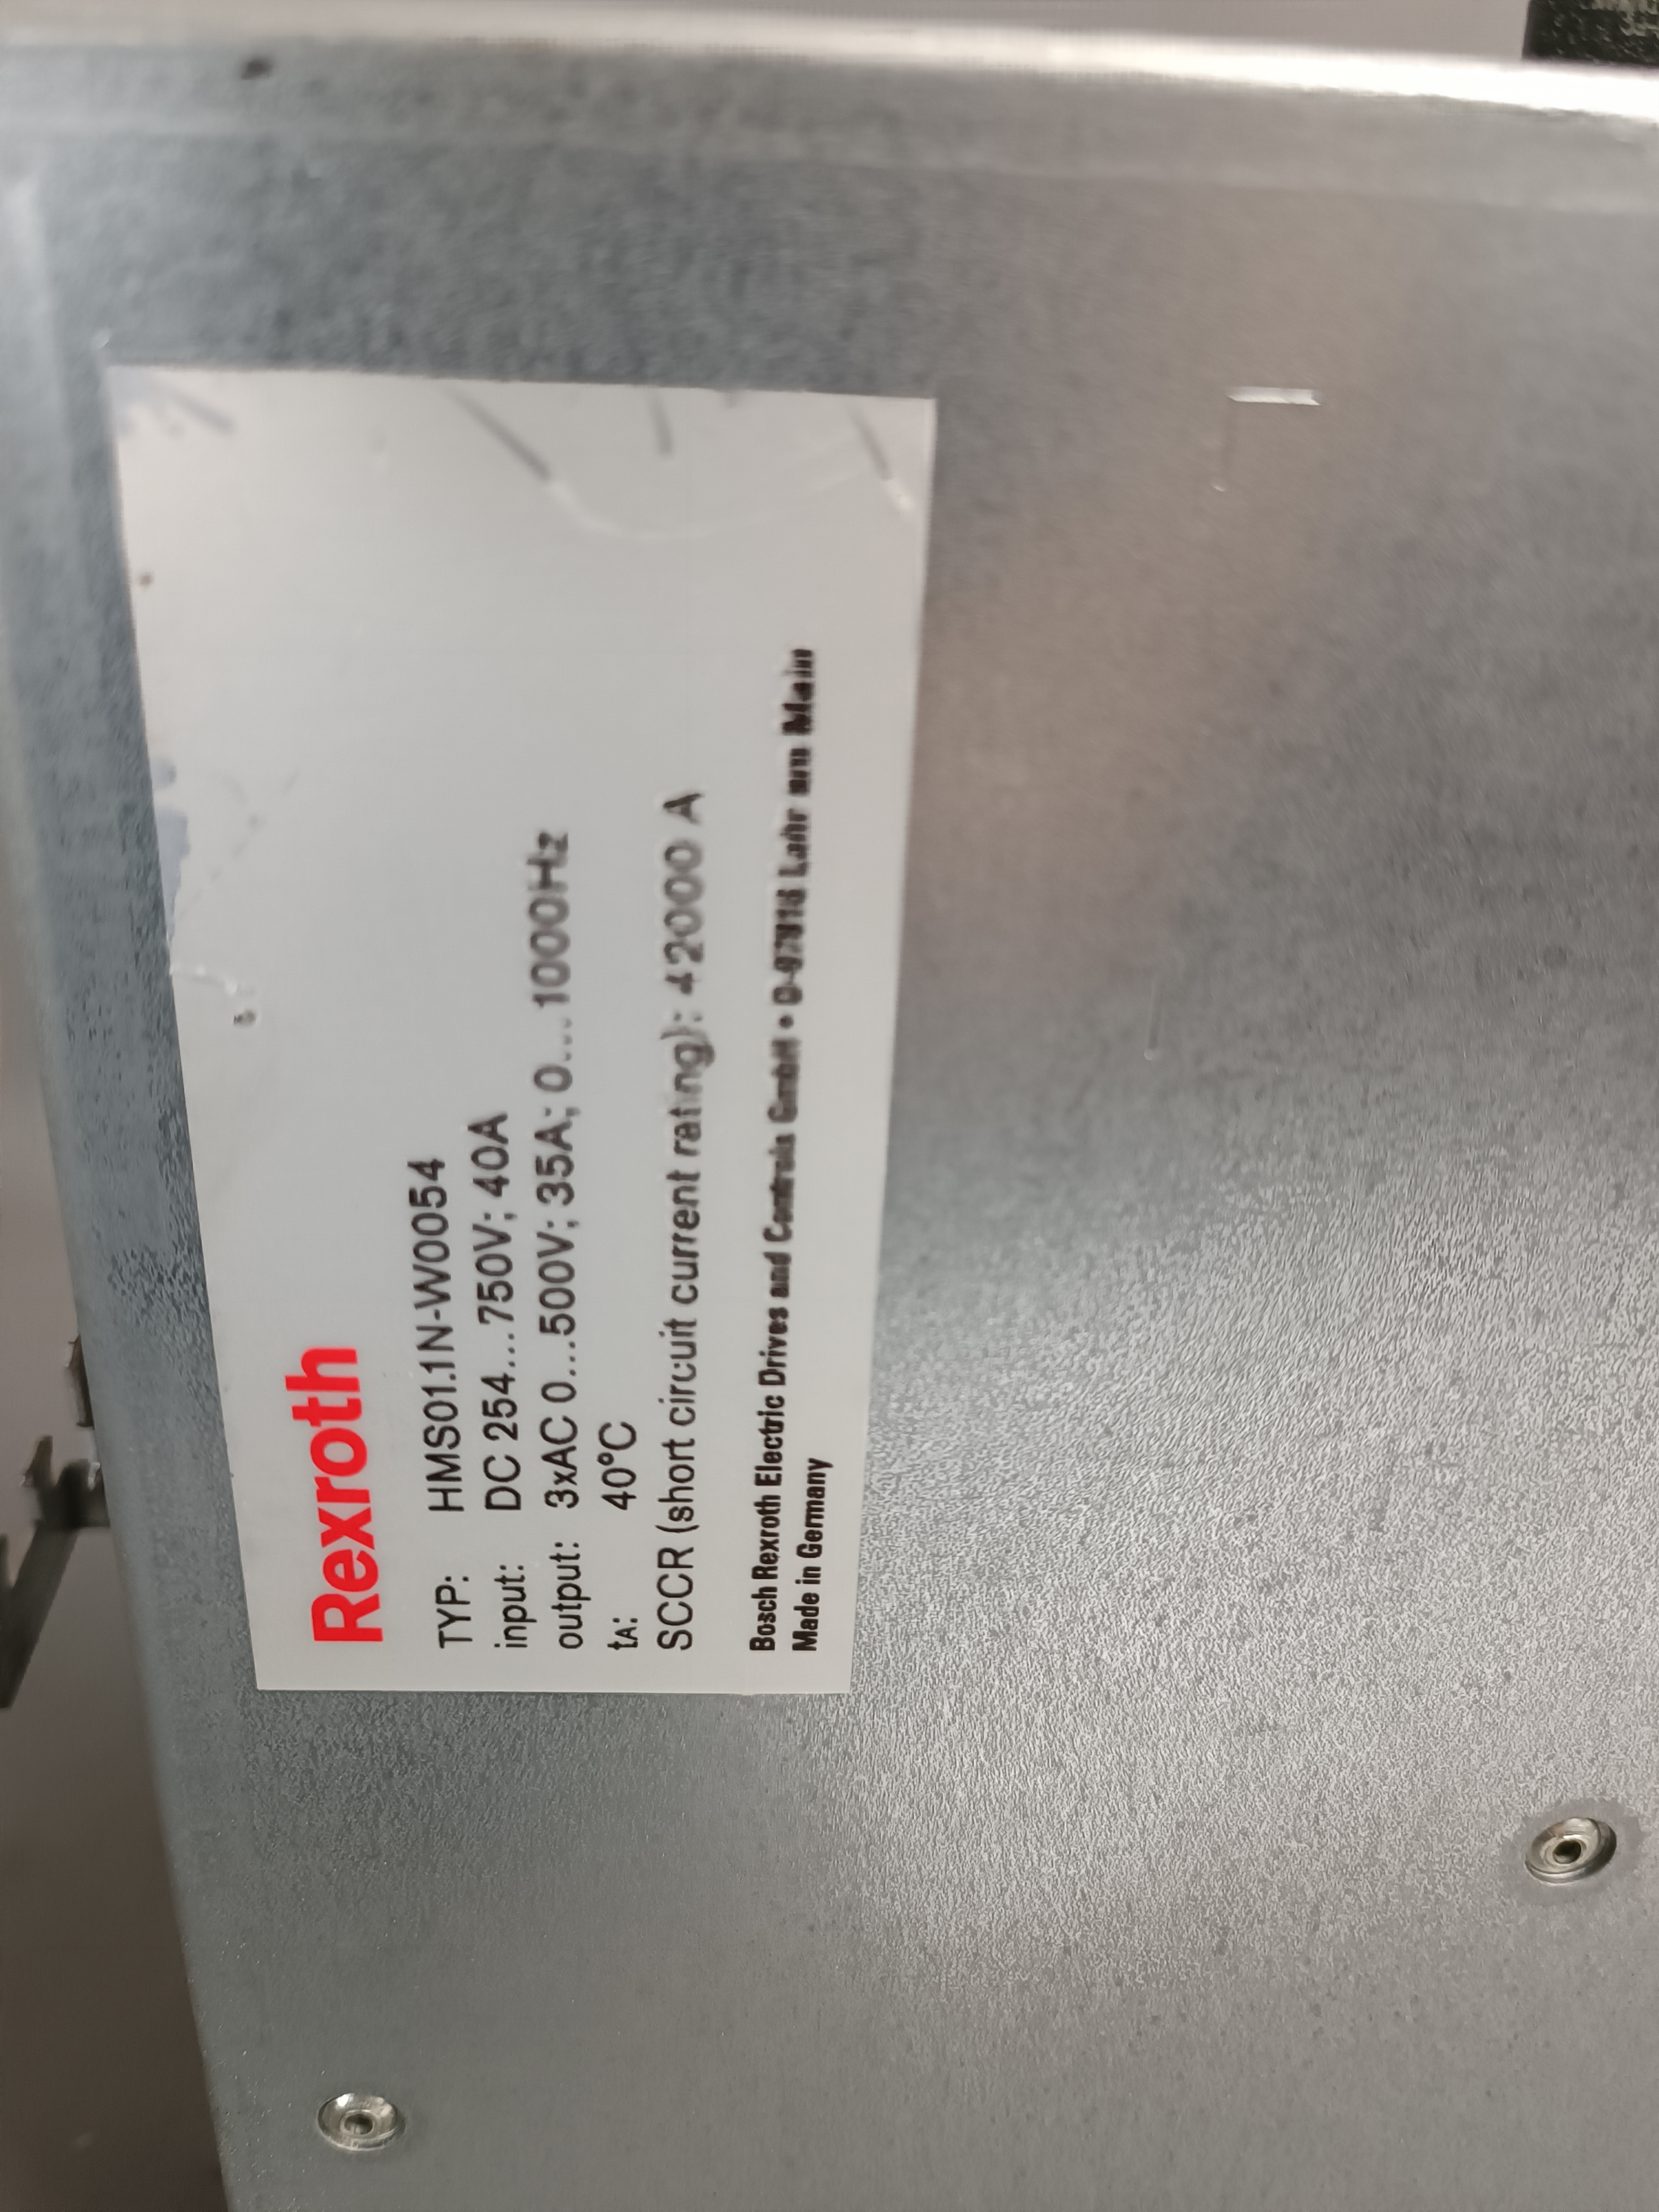 Rexroth
TYP: HMS01.1N-W0054
input: DC 254...750V; 40A
output: 3xAC 0...500V; 35A; 0...1000Hz
tA: 40°C
SCCR (short circuit current rating): 42000 A
Bosch Rexroth Electric Drives and Controls GmbH • D-97816 Lohr am Main
Made in Germany